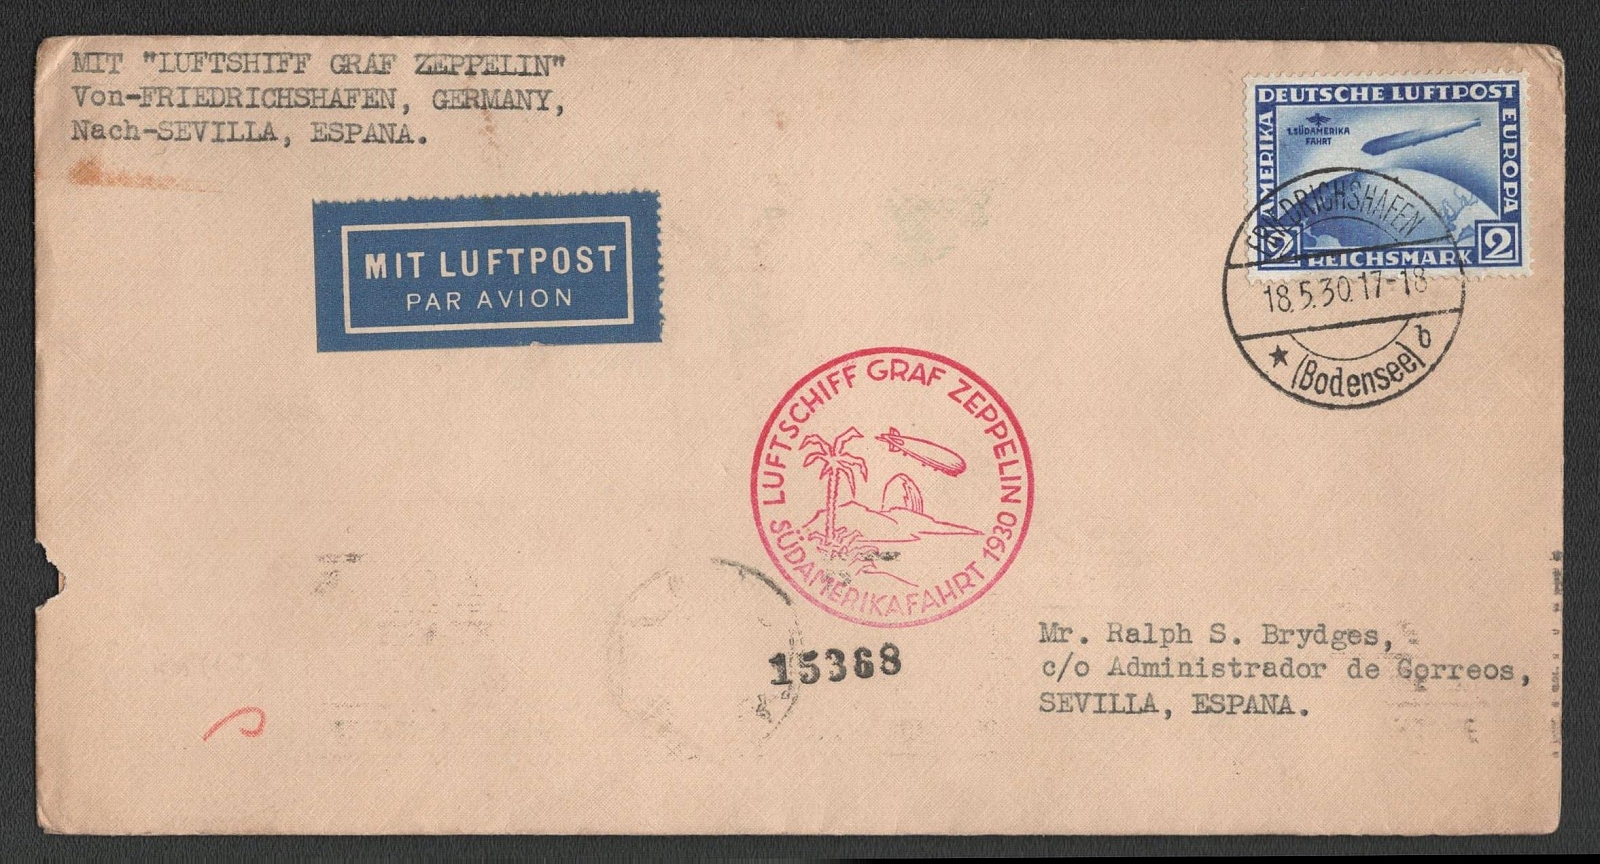 MIT "LUFTSHIFF GRAF ZEPPELIN"
Von-FRIEDRICHSHAFEN, GERMANY,
Nach-SEVILLA, ESPANA.
DEUTSCHE LUFTPOST
AMERIKA
EUROPA
1.SÜDAMERIKA
FAHRT
2 REICHSMARK 2
FRIEDRICHSHAFEN
18.5.30.17-18
★ (Bodensee) b
MIT LUFTPOST
PAR AVION
LUFTSCHIFF GRAF ZEPPELIN
SÜDAMERIKAFAHRT 1930
15368
Mr. Ralph S. Brydges,
c/o Administrador de Correos,
SEVILLA, ESPANA.